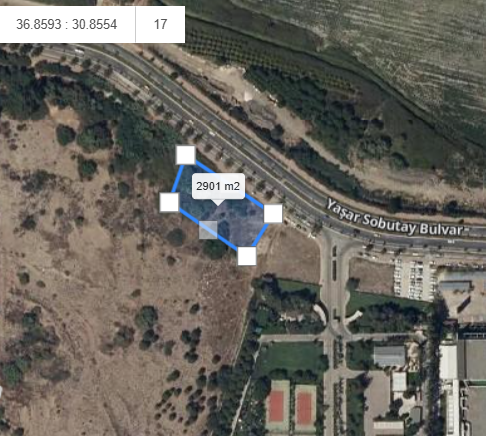 36.8593 : 30.8554
17
2901 m2
Yaşar Sobutay Bulvar